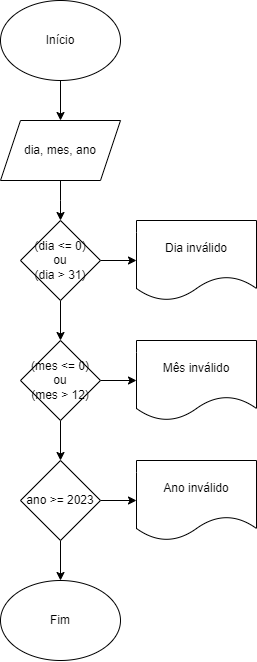 Início
dia, mes, ano
(dia <= 0)
ou
(dia > 31)
Dia inválido
(mes <= 0)
ou
(mes > 12)
Mês inválido
ano >= 2023
Ano inválido
Fim